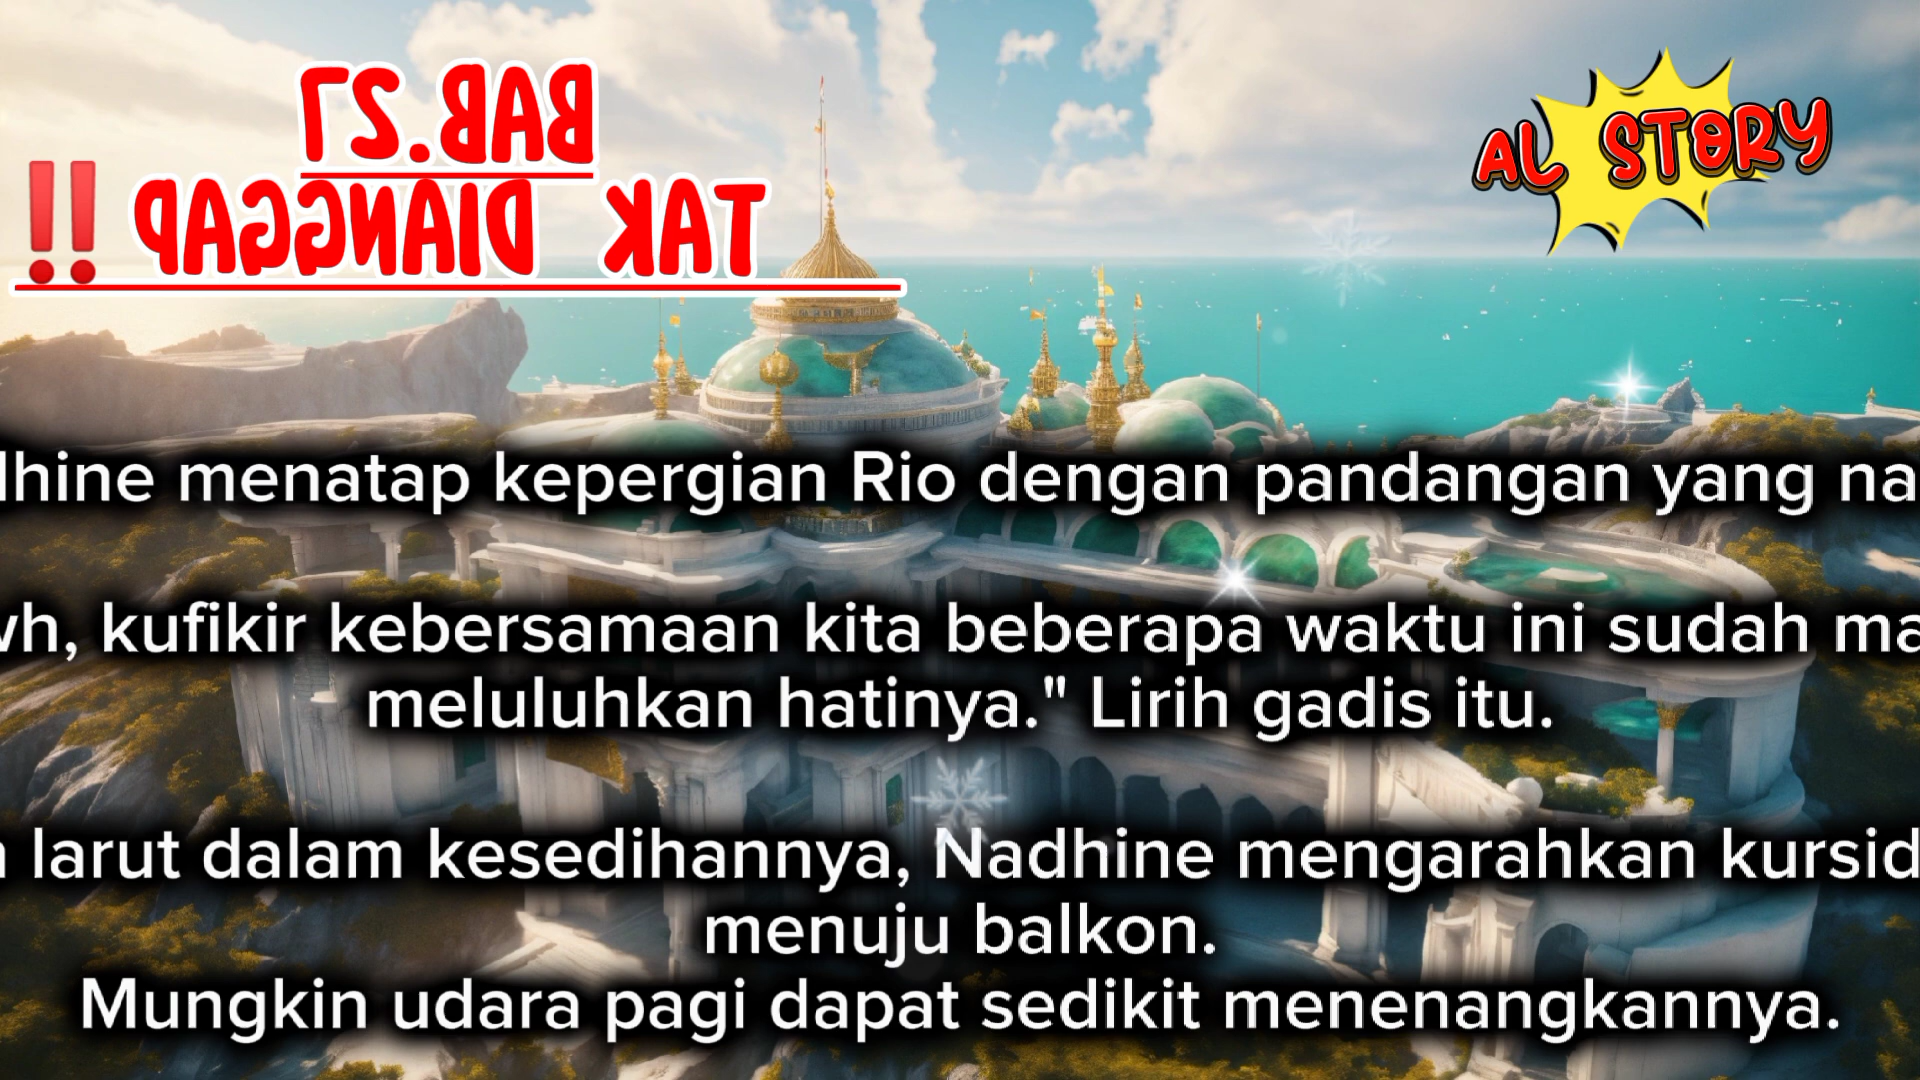 BAB.27
TAK DIANGGAP‼
AL STORY
dhine menatap kepergian Rio dengan pandangan yang na
wh, kufikir kebersamaan kita beberapa waktu ini sudah ma
meluluhkan hatinya." Lirih gadis itu.
larut dalam kesedihannya, Nadhine mengarahkan kursid
menuju balkon.
Mungkin udara pagi dapat sedikit menenangkannya.